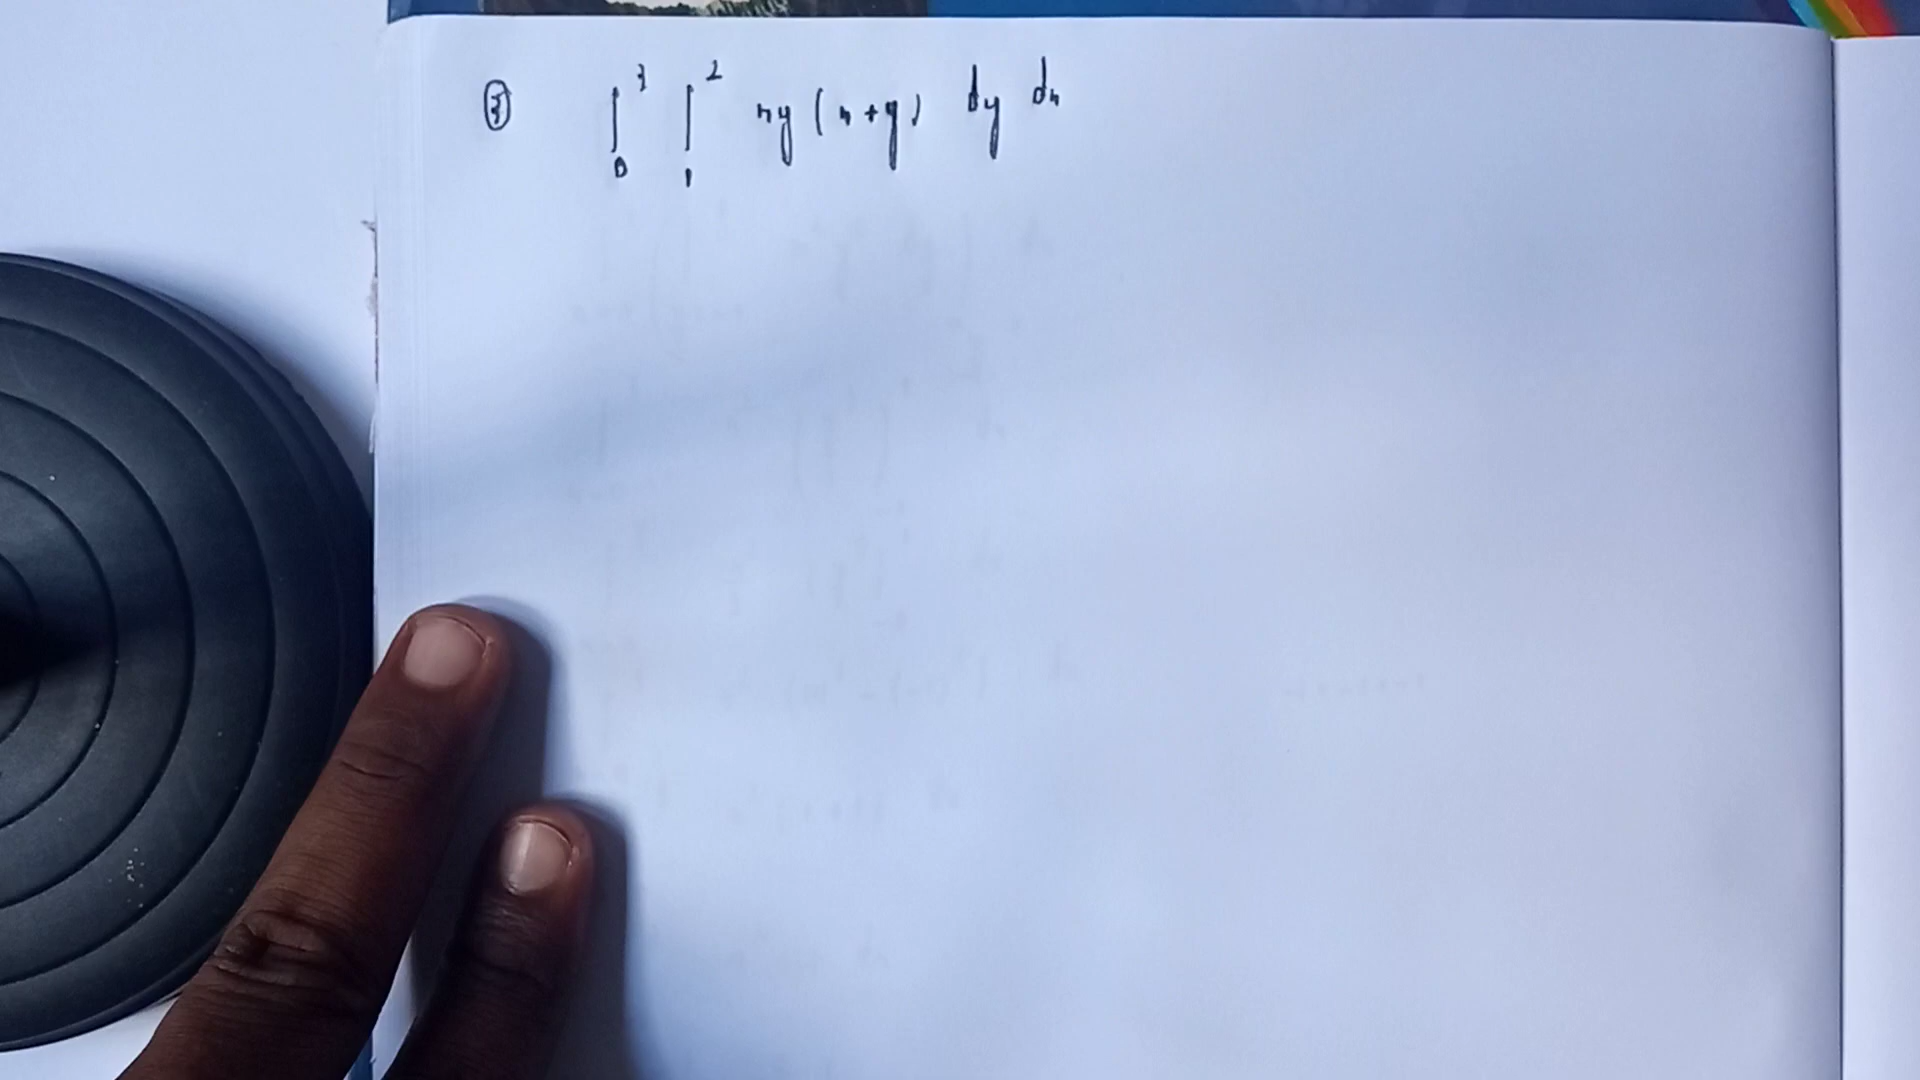 ③ ∫₀³ ∫₁² xy(x+y) dy dx